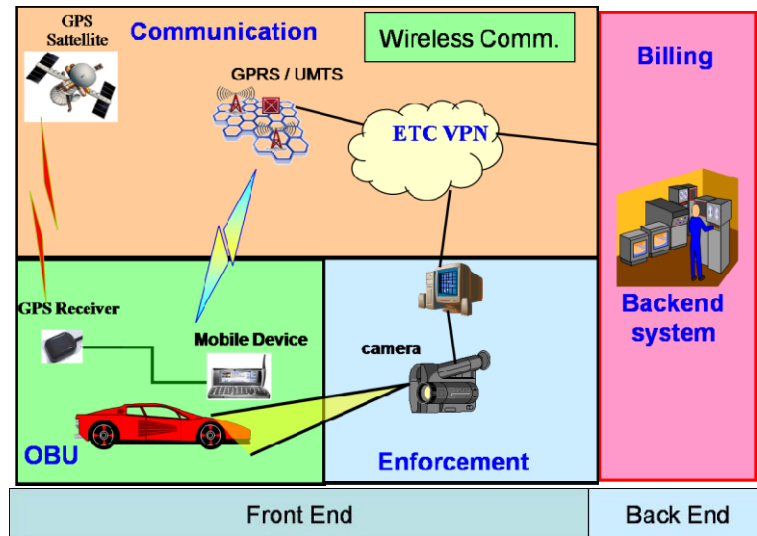 GPS
Sattellite
Communication
Wireless Comm.
GPRS / UMTS
ETC VPN
Billing
Backend
system
GPS Receiver
Mobile Device
OBU
camera
Enforcement
Front End
Back End